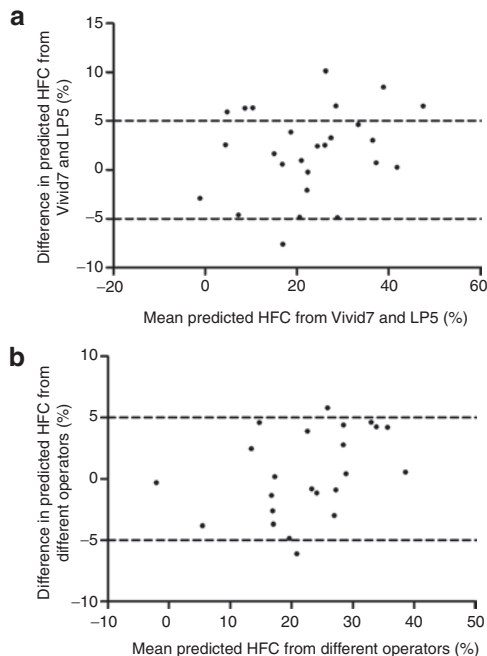 a
Difference in predicted HFC from
Vivid7 and LP5 (%)
15
10
5
0
−5
−10
−20
0
20
40
60
Mean predicted HFC from Vivid7 and LP5 (%)
b
Difference in predicted HFC from
different operators (%)
10
5
0
−5
−10
−10
0
10
20
30
40
50
Mean predicted HFC from different operators (%)